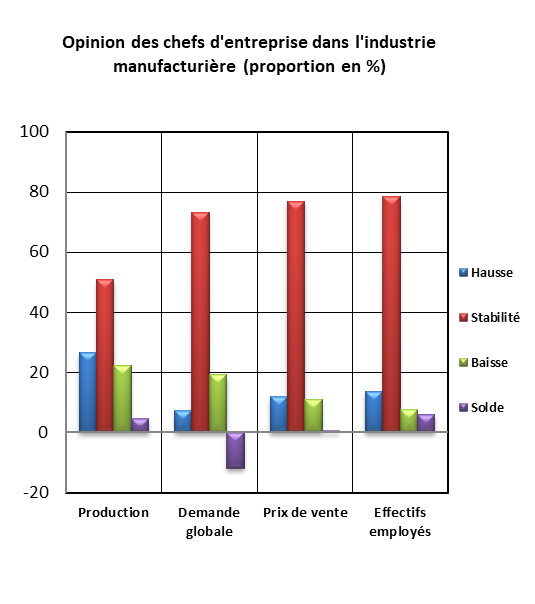 Opinion des chefs d'entreprise dans l'industrie
manufacturière (proportion en %)
100
80
60
40
20
0
-20
Production
Demande
globale
Prix de vente
Effectifs
employés
Hausse
Stabilité
Baisse
Solde